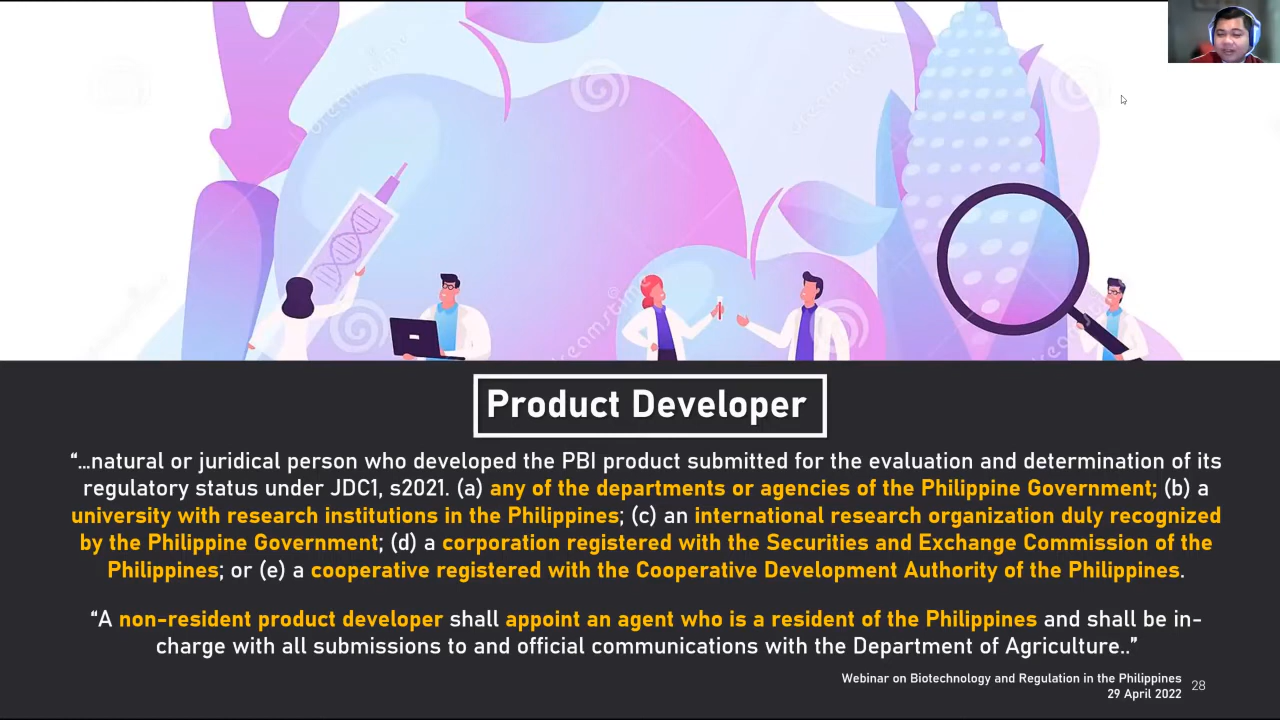 dreamstime
dreamstime
dreamstime
Product Developer
“…natural or juridical person who developed the PBI product submitted for the evaluation and determination of its
regulatory status under JDC1, s2021. (a) any of the departments or agencies of the Philippine Government; (b) a
university with research institutions in the Philippines; (c) an international research organization duly recognized
by the Philippine Government; (d) a corporation registered with the Securities and Exchange Commission of the
Philippines; or (e) a cooperative registered with the Cooperative Development Authority of the Philippines.
“A non-resident product developer shall appoint an agent who is a resident of the Philippines and shall be in-
charge with all submissions to and official communications with the Department of Agriculture..”
Webinar on Biotechnology and Regulation in the Philippines
29 April 2022
28